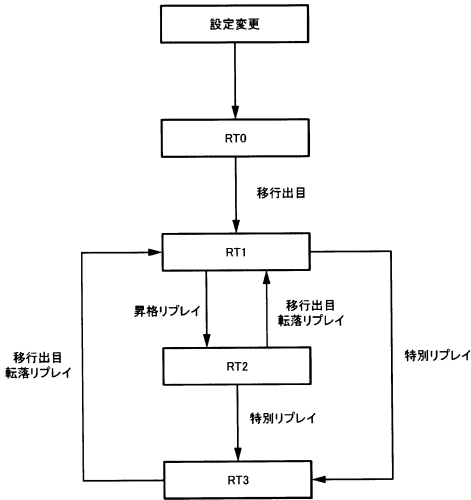 設定変更
RT0
移行出目
RT1
昇格リプレイ
移行出目
転落リプレイ
移行出目
転落リプレイ
特別リプレイ
RT2
特別リプレイ
RT3